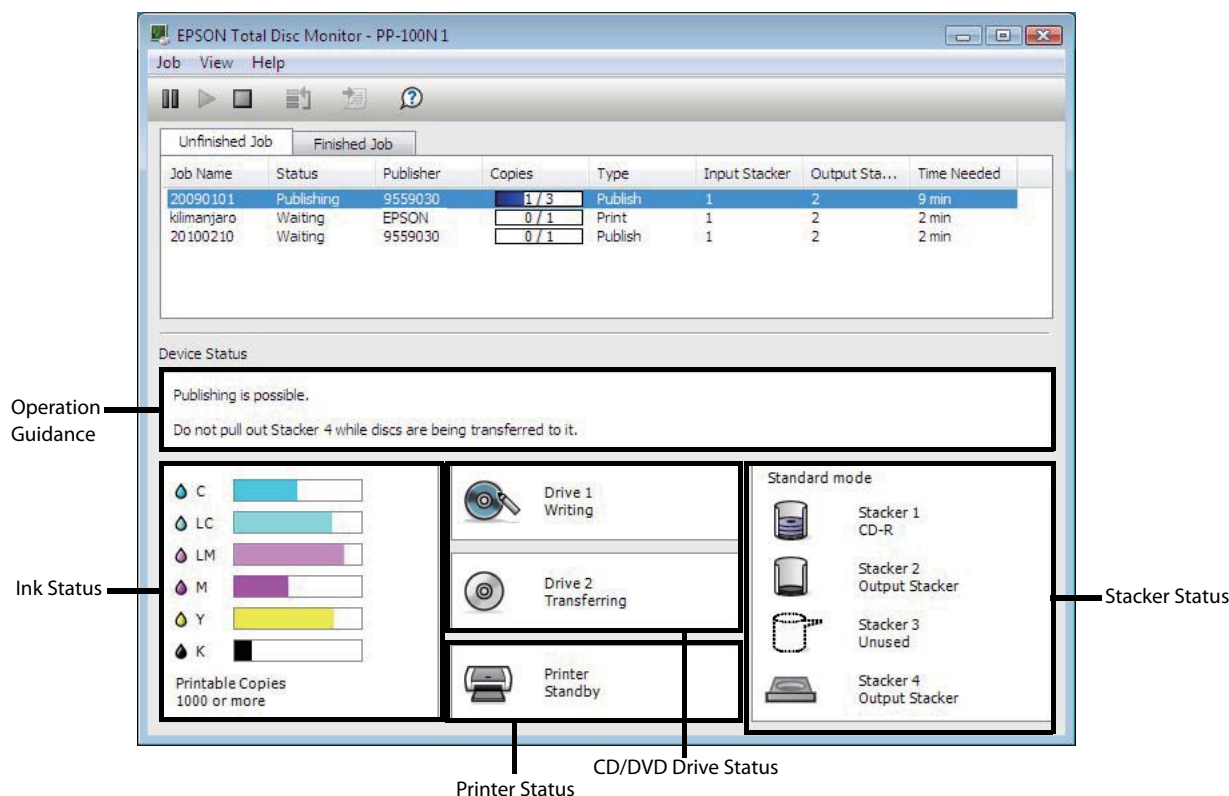 EPSON Total Disc Monitor - PP-100N 1
Job View Help
Unfinished Job Finished Job
Job Name Status Publisher Copies Type Input Stacker Output Sta... Time Needed
20090101 Publishing 9559030 1 / 3 Publish 1 2 9 min
kilimanjaro Waiting EPSON 0 / 1 Print 1 2 2 min
20100210 Waiting 9559030 0 / 1 Publish 1 2 2 min
Device Status
Operation
Guidance
Publishing is possible.
Do not pull out Stacker 4 while discs are being transferred to it.
Ink Status
C
LC
LM
M
Y
K
Printable Copies
1000 or more
Drive 1
Writing
Drive 2
Transferring
Printer
Standby
Standard mode
Stacker 1
CD-R
Stacker 2
Output Stacker
Stacker 3
Unused
Stacker 4
Output Stacker
Stacker Status
CD/DVD Drive Status
Printer Status